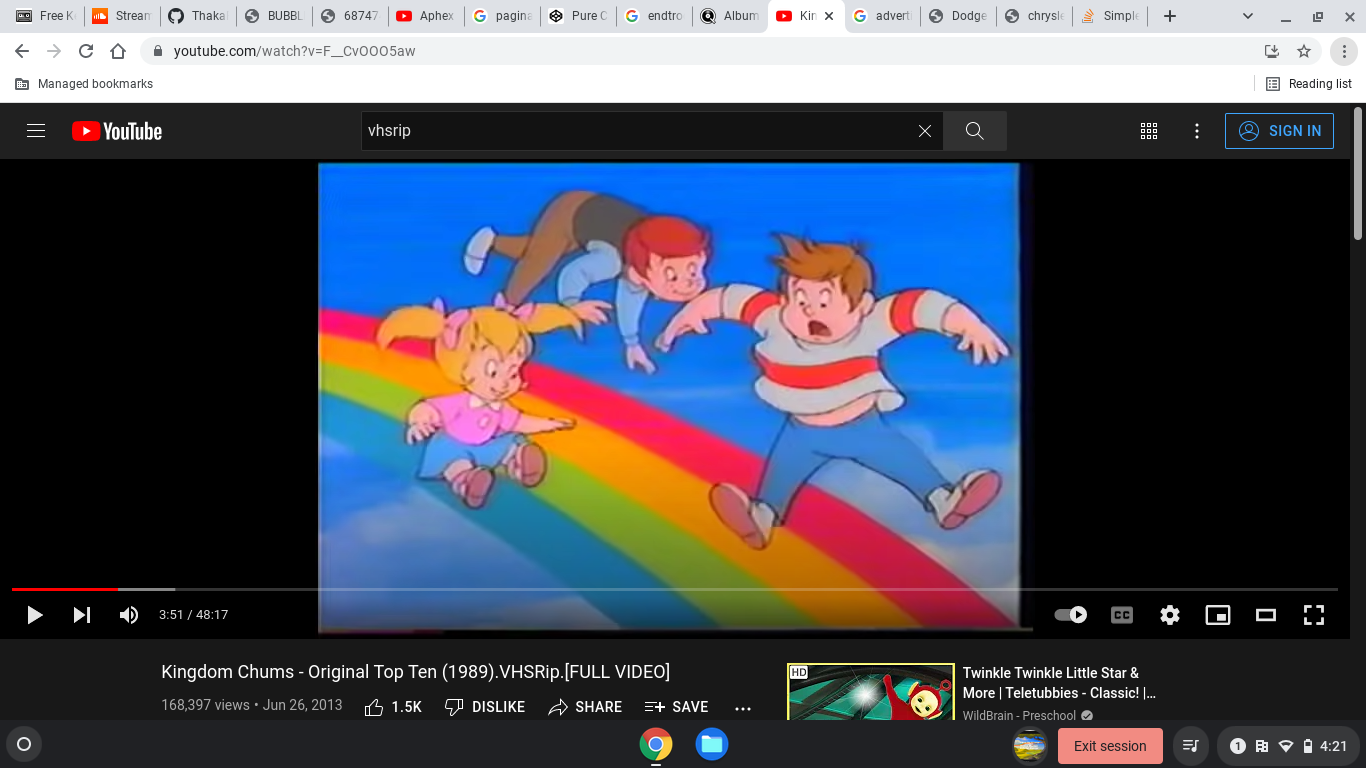 Free K
Stream
Thaka
BUBBL
68747
Aphex
pagina
Pure C
endtro
Album
Kin
advert
Dodge
chrysle
Simple
youtube.com/watch?v=F__CvOOO5aw
Managed bookmarks
Reading list
YouTube
vhsrip
SIGN IN
3:51 / 48:17
CC
Kingdom Chums - Original Top Ten (1989).VHSRip.[FULL VIDEO]
168,397 views • Jun 26, 2013
1.5K
DISLIKE
SHARE
SAVE
HD
Twinkle Twinkle Little Star &
More | Teletubbies - Classic! |…
WildBrain - Preschool
Exit session
1
4:21